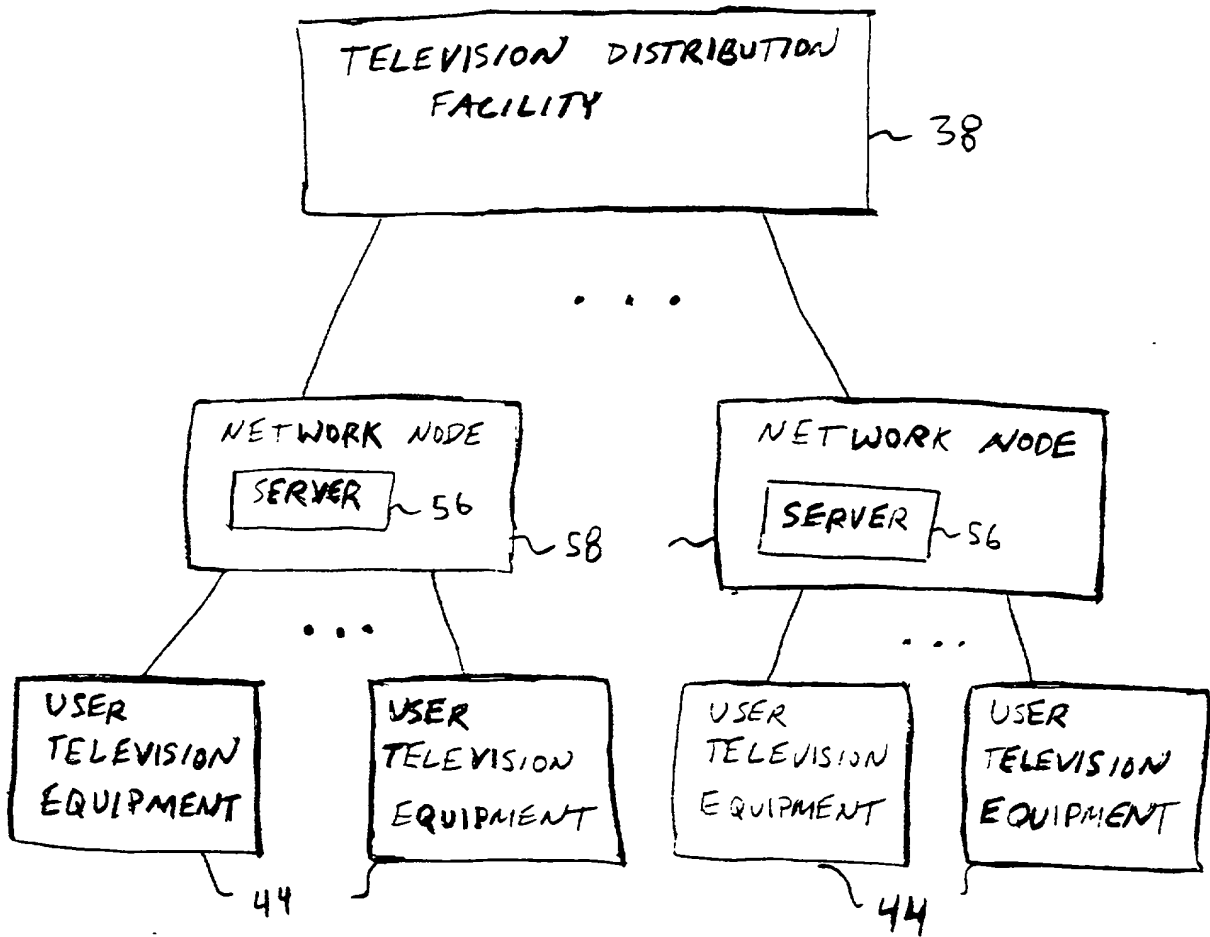 TELEVISION DISTRIBUTION
FACILITY
38
NETWORK NODE
SERVER
56
58
NETWORK NODE
SERVER
56
USER
TELEVISION
EQUIPMENT
USER
TELEVISION
EQUIPMENT
44
USER
TELEVISION
EQUIPMENT
USER
TELEVISION
EQUIPMENT
44